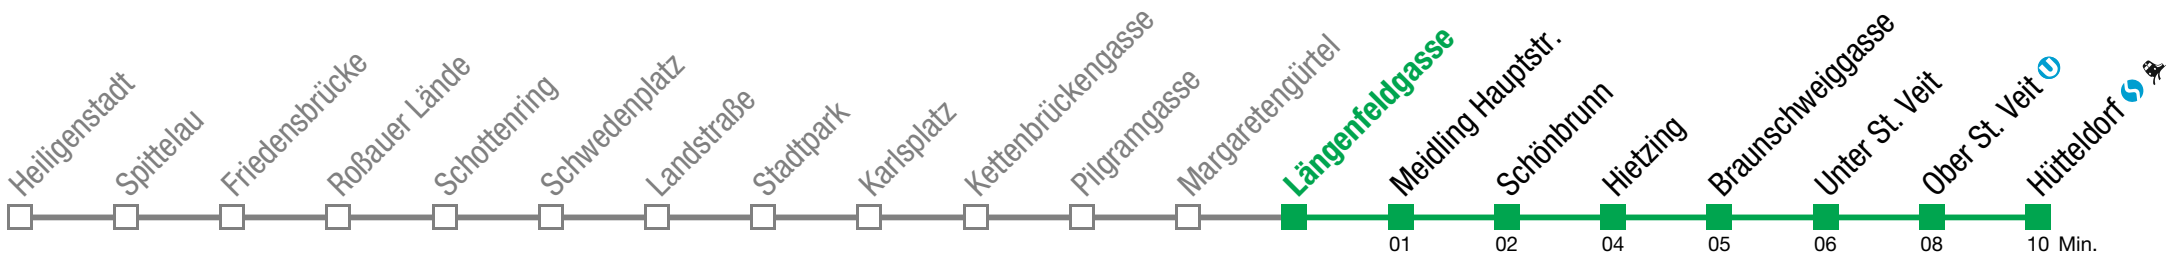 Heiligenstadt
Spittelau
Friedensbrücke
Roßauer Lände
Schottenring
Schwedenplatz
Landstraße
Stadtpark
Karlsplatz
Kettenbrückengasse
Pilgramgasse
Margaretengürtel
Längenfeldgasse
Meidling Hauptstr.
Schönbrunn
Hietzing
Braunschweiggasse
Unter St. Veit
Ober St. Veit U
Hütteldorf S
01 02 04 05 06 08 10 Min.